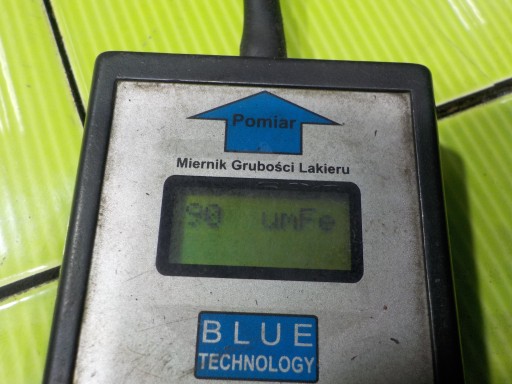 Pomiar
Miernik Grubości Lakieru
90 umFe
BLUE
TECHNOLOGY